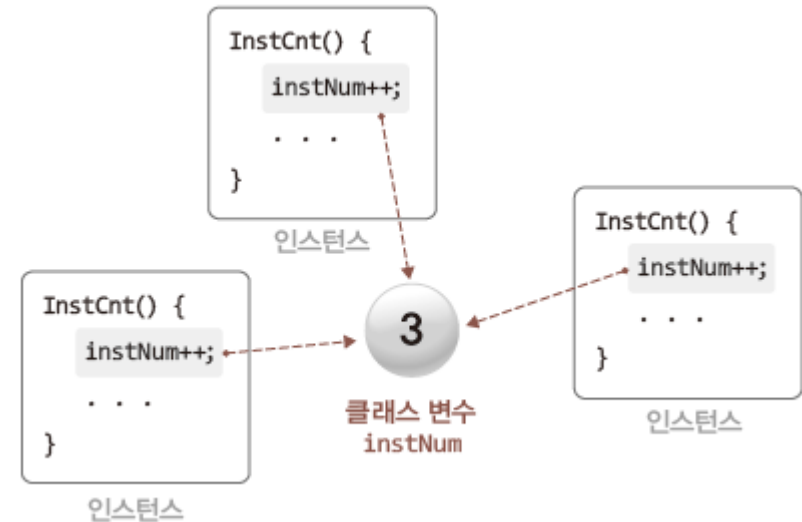 InstCnt() {
instNum++;
. . .
}
인스턴스
InstCnt() {
instNum++;
. . .
}
인스턴스
3
클래스 변수
instNum
InstCnt() {
instNum++;
. . .
}
인스턴스